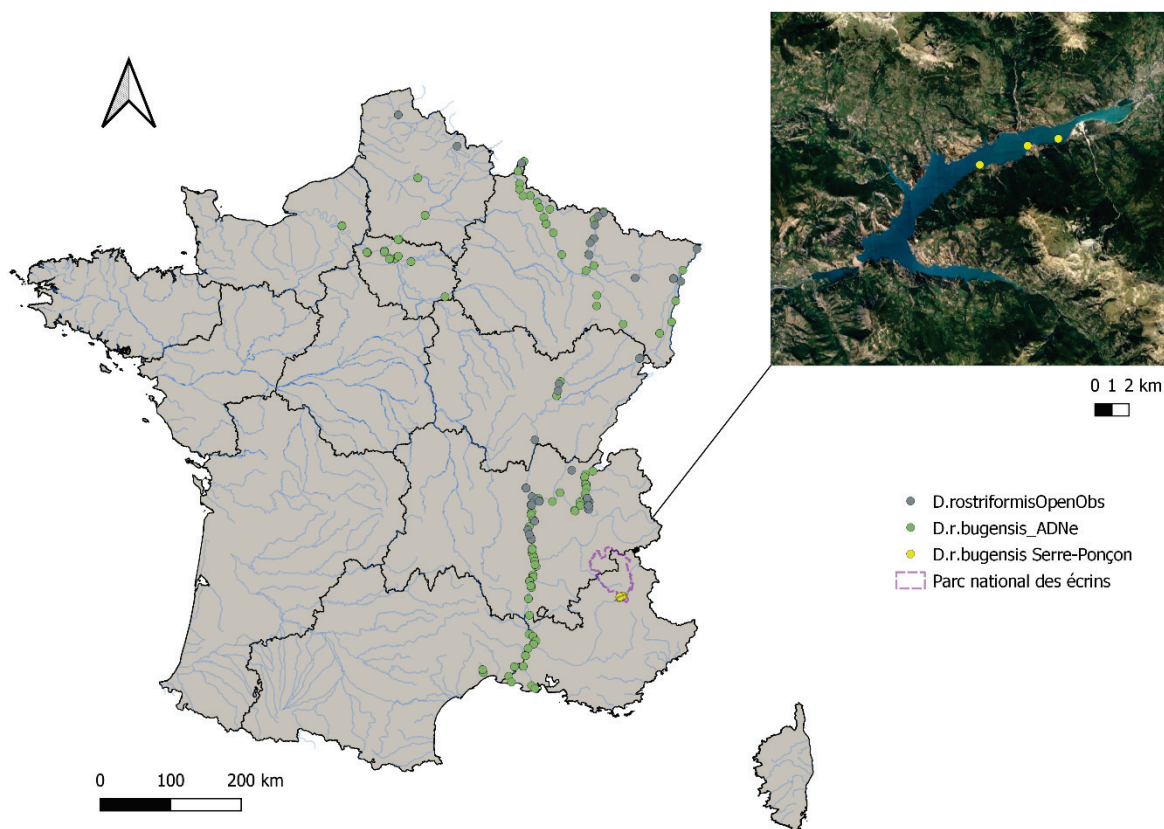 0 1 2 km
D.rostriformisOpenObs
D.r.bugensis_ADNe
D.r.bugensis Serre-Ponçon
Parc national des écrins
0 100 200 km